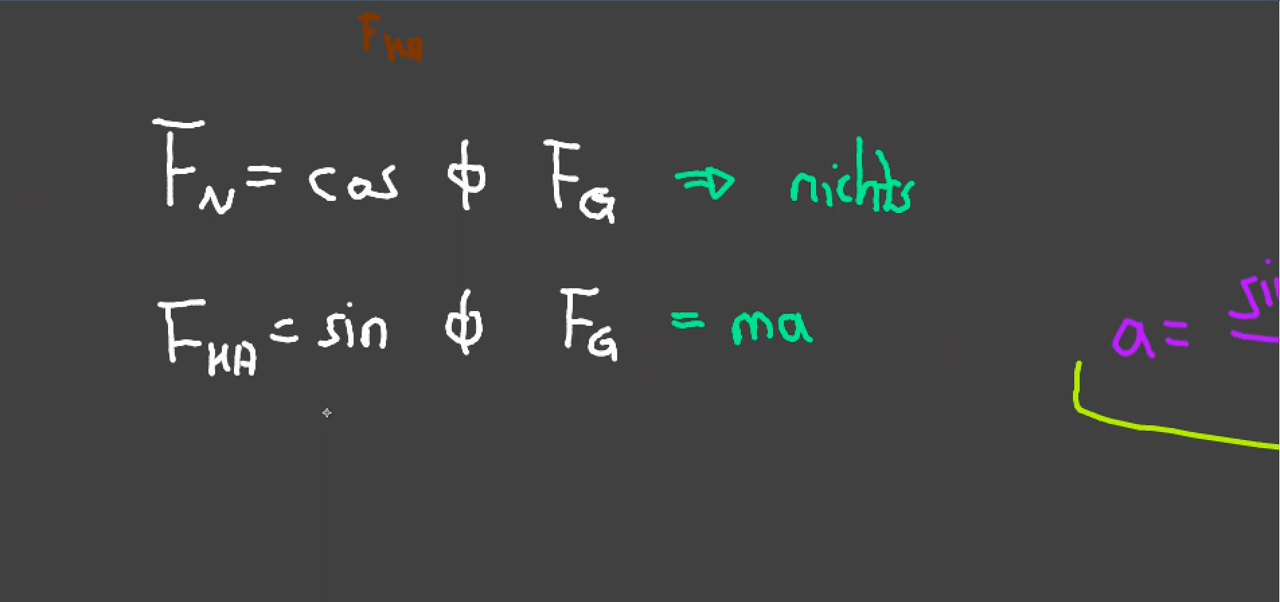 F_Ha
F_N = cos ϕ F_G ⇒ nichts
F_HA = sin ϕ F_G = ma
a =